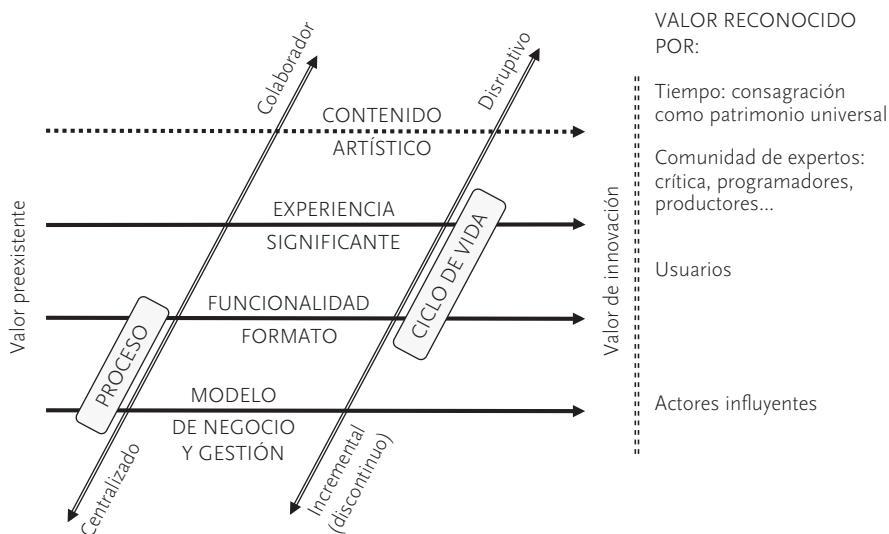 VALOR RECONOCIDO
POR:
Colaborador
Disruptivo
Tiempo: consagración
como patrimonio universal
CONTENIDO
ARTÍSTICO
Comunidad de expertos:
crítica, programadores,
productores...
Valor preexistente
EXPERIENCIA
SIGNIFICANTE
CICLO DE VIDA
Valor de innovación
Usuarios
FUNCIONALIDAD
FORMATO
PROCESO
MODELO
DE NEGOCIO
Y GESTIÓN
Actores influyentes
Centralizado
Incremental
(discontinuo)